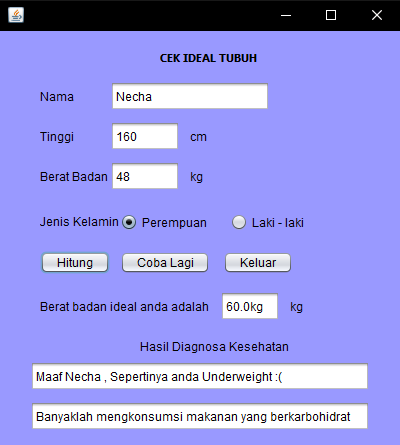 CEK IDEAL TUBUH
Nama Necha
Tinggi 160 cm
Berat Badan 48 kg
Jenis Kelamin Perempuan Laki - laki
Hitung Coba Lagi Keluar
Berat badan ideal anda adalah 60.0kg kg
Hasil Diagnosa Kesehatan
Maaf Necha , Sepertinya anda Underweight :(
Banyaklah mengkonsumsi makanan yang berkarbohidrat